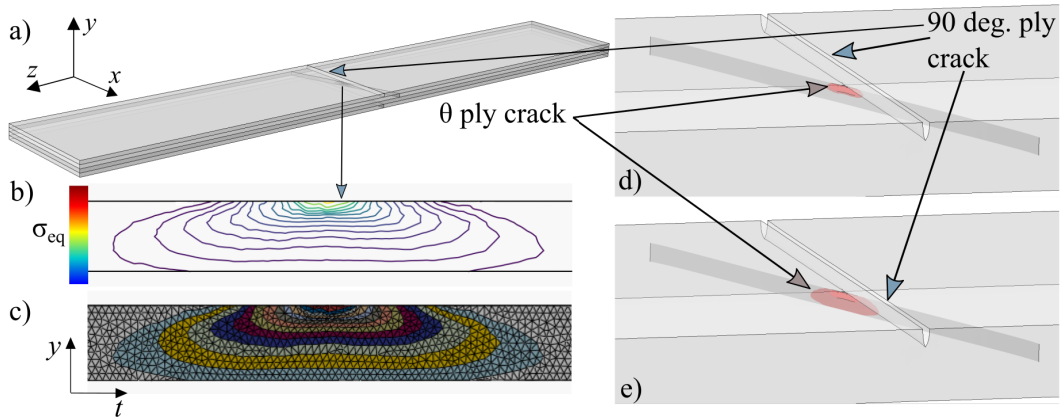 a)
y
z
x
90 deg. ply
crack
θ ply crack
d)
b)
σeq
c)
y
t
e)